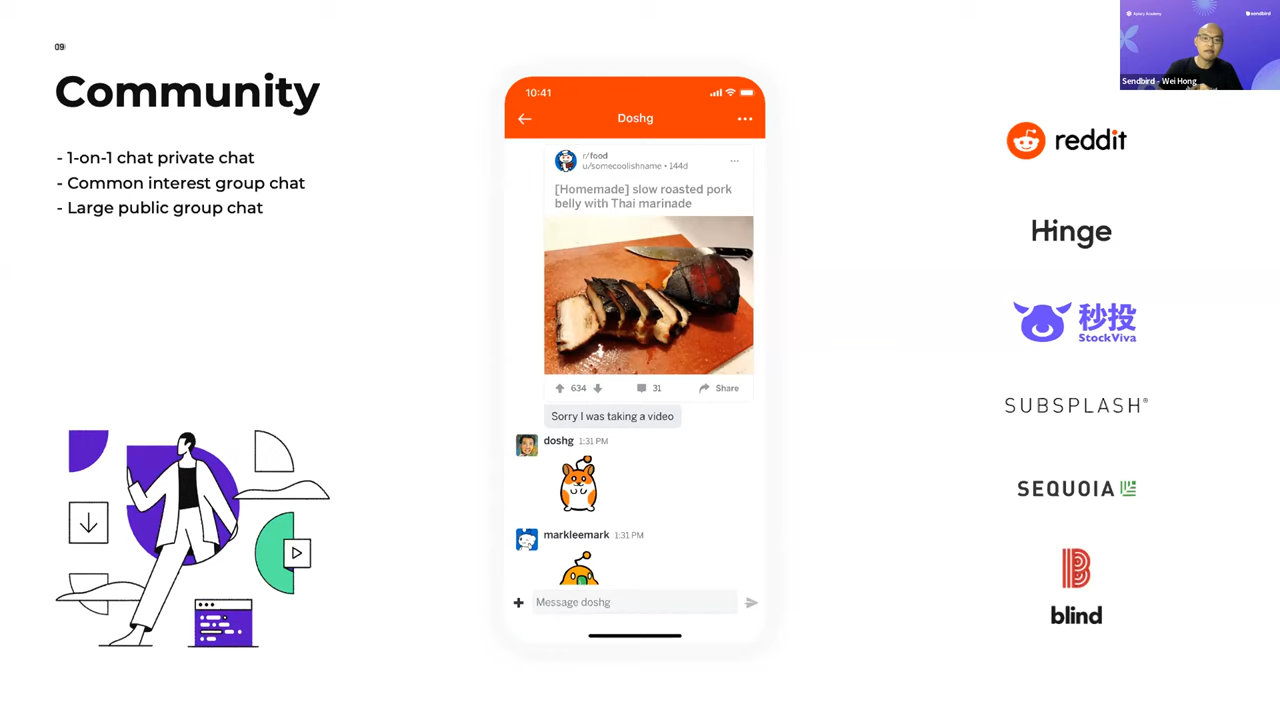 09
Community
- 1-on-1 chat private chat
- Common interest group chat
- Large public group chat
10:41
Doshg
r/food
u/somecoolishname • 144d
[Homemade] slow roasted pork
belly with Thai marinade
634
31
Share
Sorry I was taking a video
doshg 1:31 PM
markleemark 1:31 PM
Message doshg
Apiary Academy
sendbird
Sendbird - Wei Hong
reddit
Hinge
秒投
StockViva
SUBSPLASH®
SEQUOIA
blind